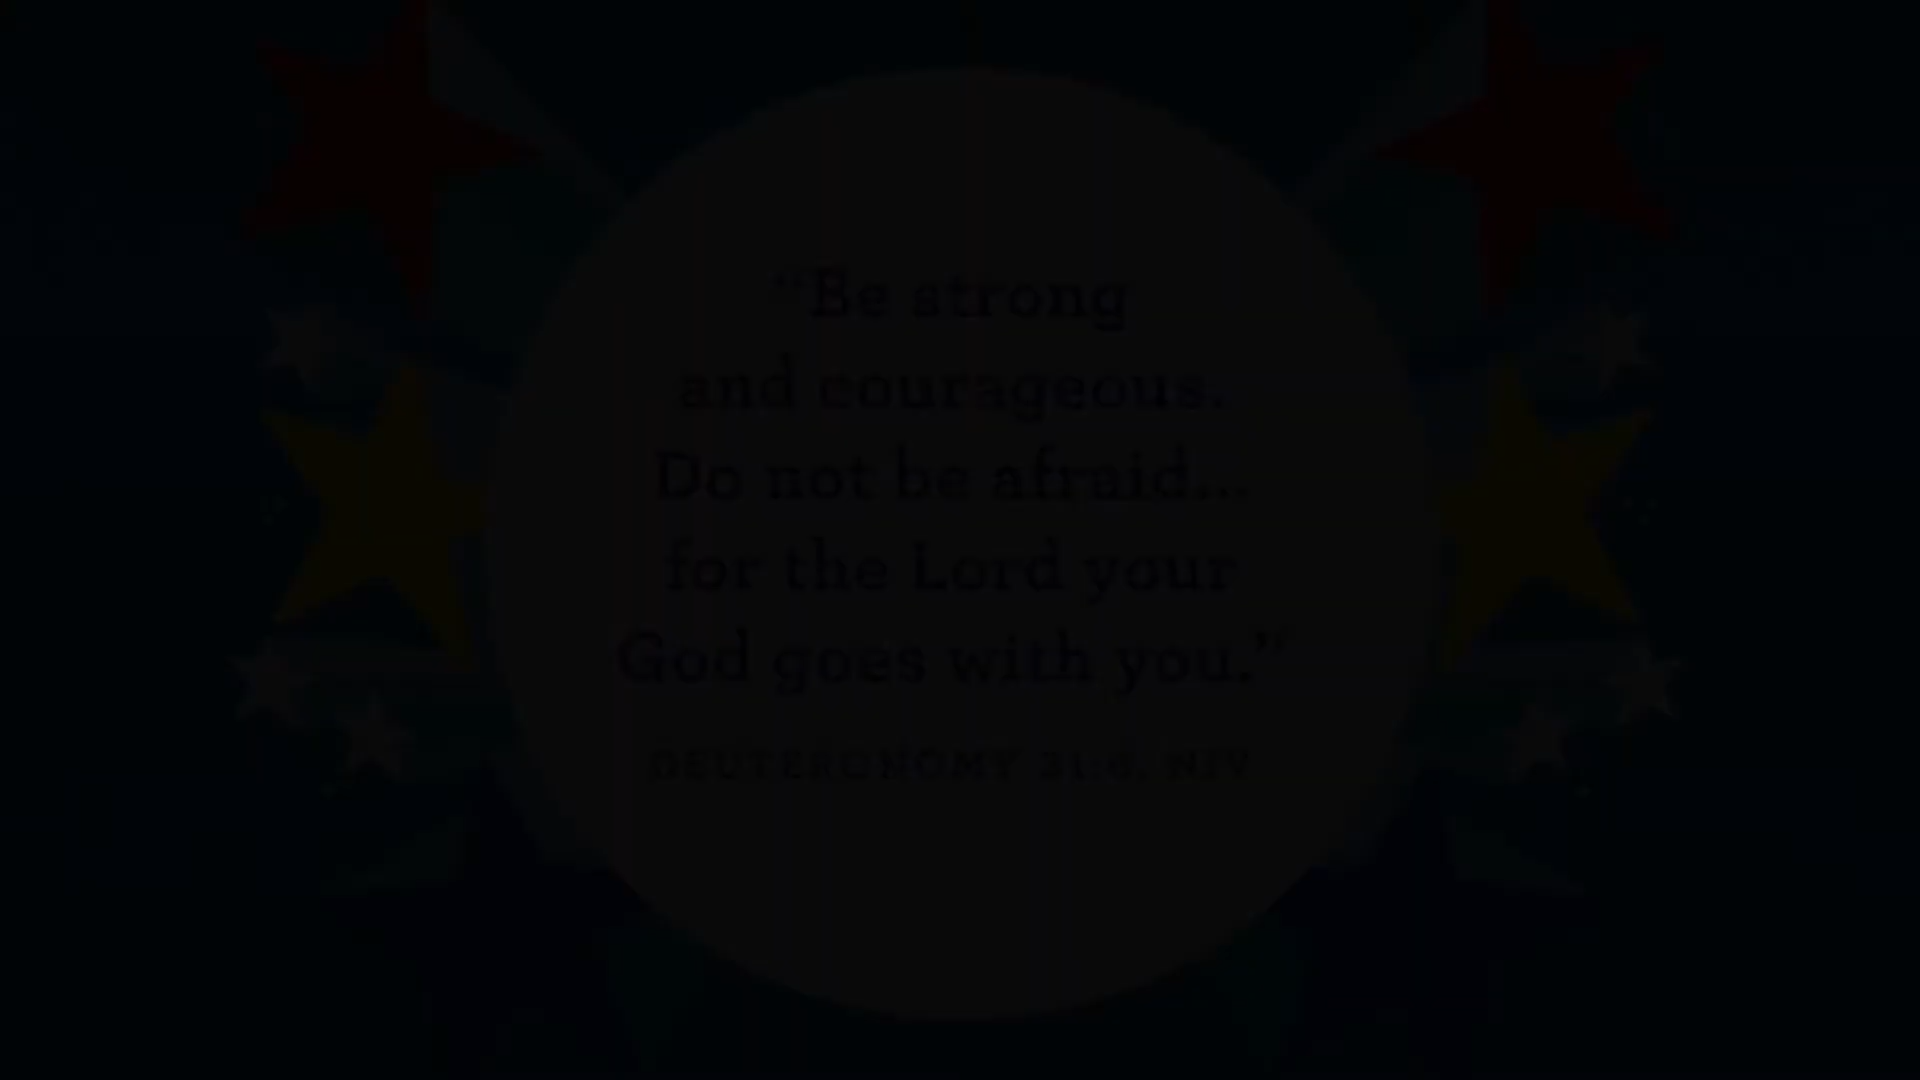 “Be strong
and courageous.
Do not be afraid...
for the Lord your
God goes with you.”
DEUTERONOMY 31:6, NIV